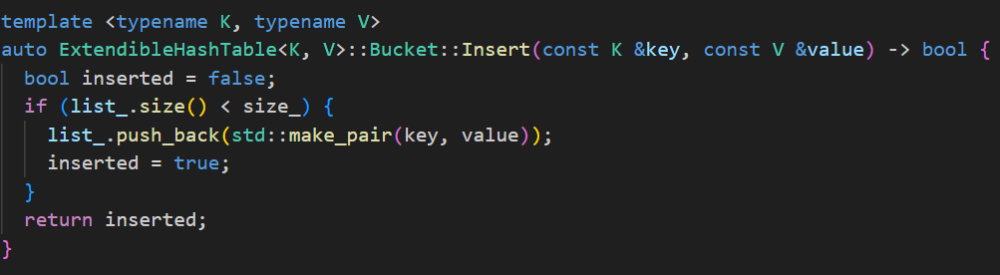 template <typename K, typename V>
auto ExtendibleHashTable<K, V>::Bucket::Insert(const K &key, const V &value) -> bool {
  bool inserted = false;
  if (list_.size() < size_) {
    list_.push_back(std::make_pair(key, value));
    inserted = true;
  }
  return inserted;
}